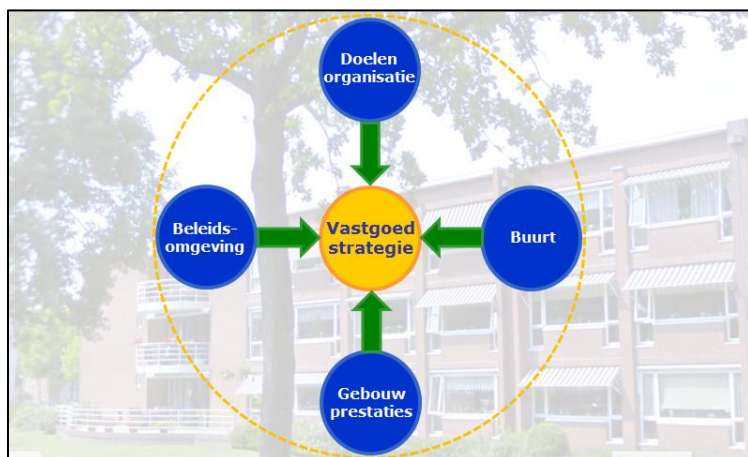 Doelen
organisatie
Beleids-
omgeving
Vastgoed
strategie
Buurt
Gebouw
prestaties